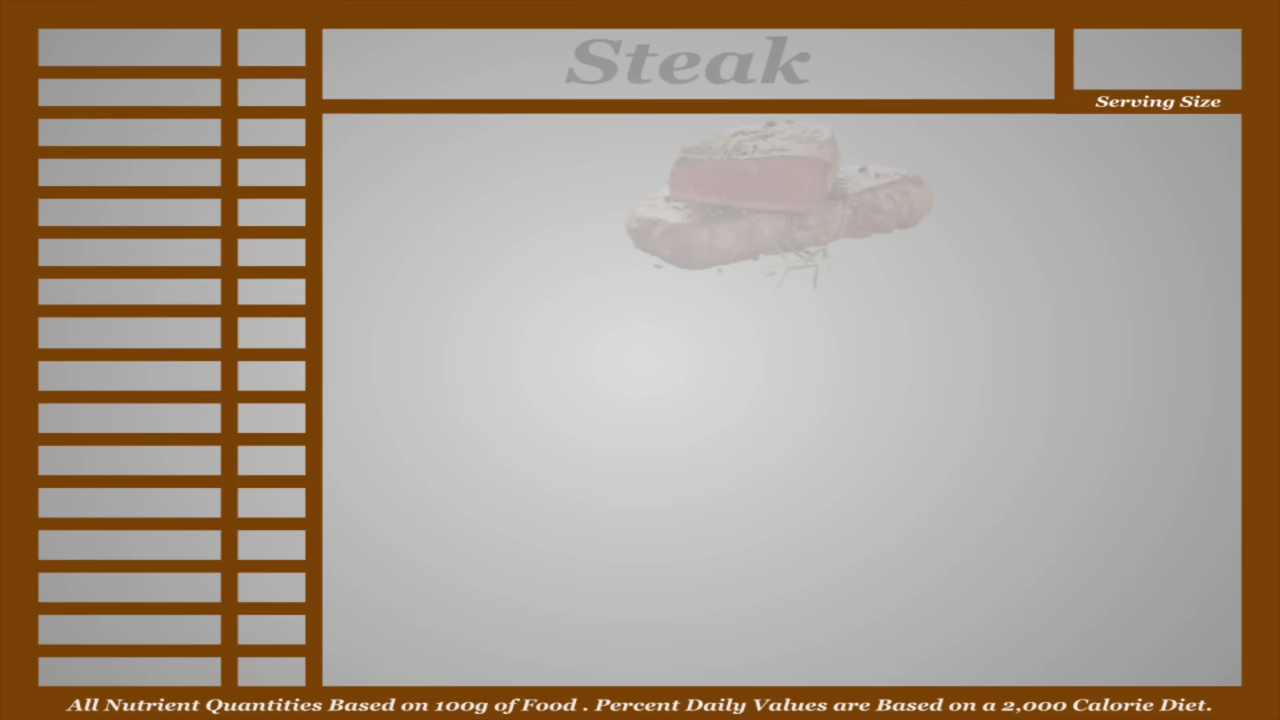 Steak
Serving Size
All Nutrient Quantities Based on 100g of Food . Percent Daily Values are Based on a 2,000 Calorie Diet.